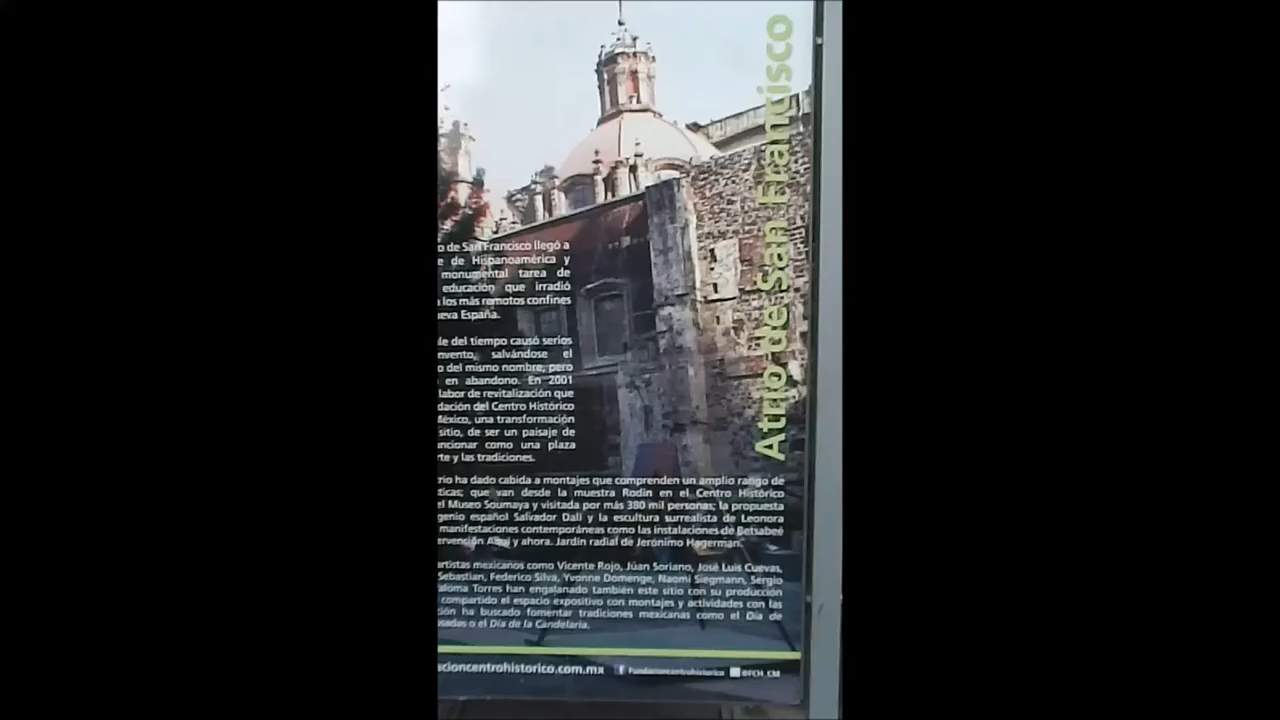 Atrio de San Francisco
o de San Francisco llegó a
e de Hispanoamérica y
monumental tarea de
educación que irradió
a los más remotos confines
ueva España.
le del tiempo causó serios
nvento, salvándose el
o del mismo nombre, pero
en abandono. En 2001
labor de revitalización que
dación del Centro Histórico
México, una transformación
sitio, de ser un paisaje de
uncionar como una plaza
rte y las tradiciones.
rio ha dado cabida a montajes que comprenden un amplio rango de
ticas; que van desde la muestra Rodin en el Centro Histórico
el Museo Soumaya y visitada por más 380 mil personas; la propuesta
genio español Salvador Dalí y la escultura surrealista de Leonora
manifestaciones contemporáneas como las instalaciones de Betsabeé
ervención Aquí y ahora. Jardín radial de Jerónimo Hagerman.
artistas mexicanos como Vicente Rojo, Juan Soriano, José Luis Cuevas,
Sebastian, Federico Silva, Yvonne Domenge, Naomi Siegmann, Sergio
Paloma Torres han engalanado también este sitio con su producción
compartido el espacio expositivo con montajes y actividades con las
ción ha buscado fomentar tradiciones mexicanas como el Día de
osadas o el Día de la Candelaria.
acioncentrohistorico.com.mx Fundacioncentrohistorico @FCH_CM